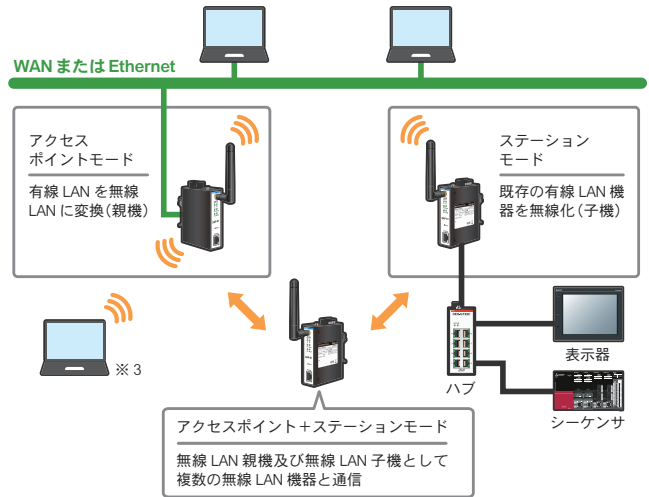 WAN または Ethernet
アクセス
ポイントモード
有線 LAN を無線
LAN に変換（親機）
ステーション
モード
既存の有線 LAN 機
器を無線化（子機）
※ 3
ハブ
表示器
シーケンサ
アクセスポイント＋ステーションモード
無線 LAN 親機及び無線 LAN 子機として
複数の無線 LAN 機器と通信